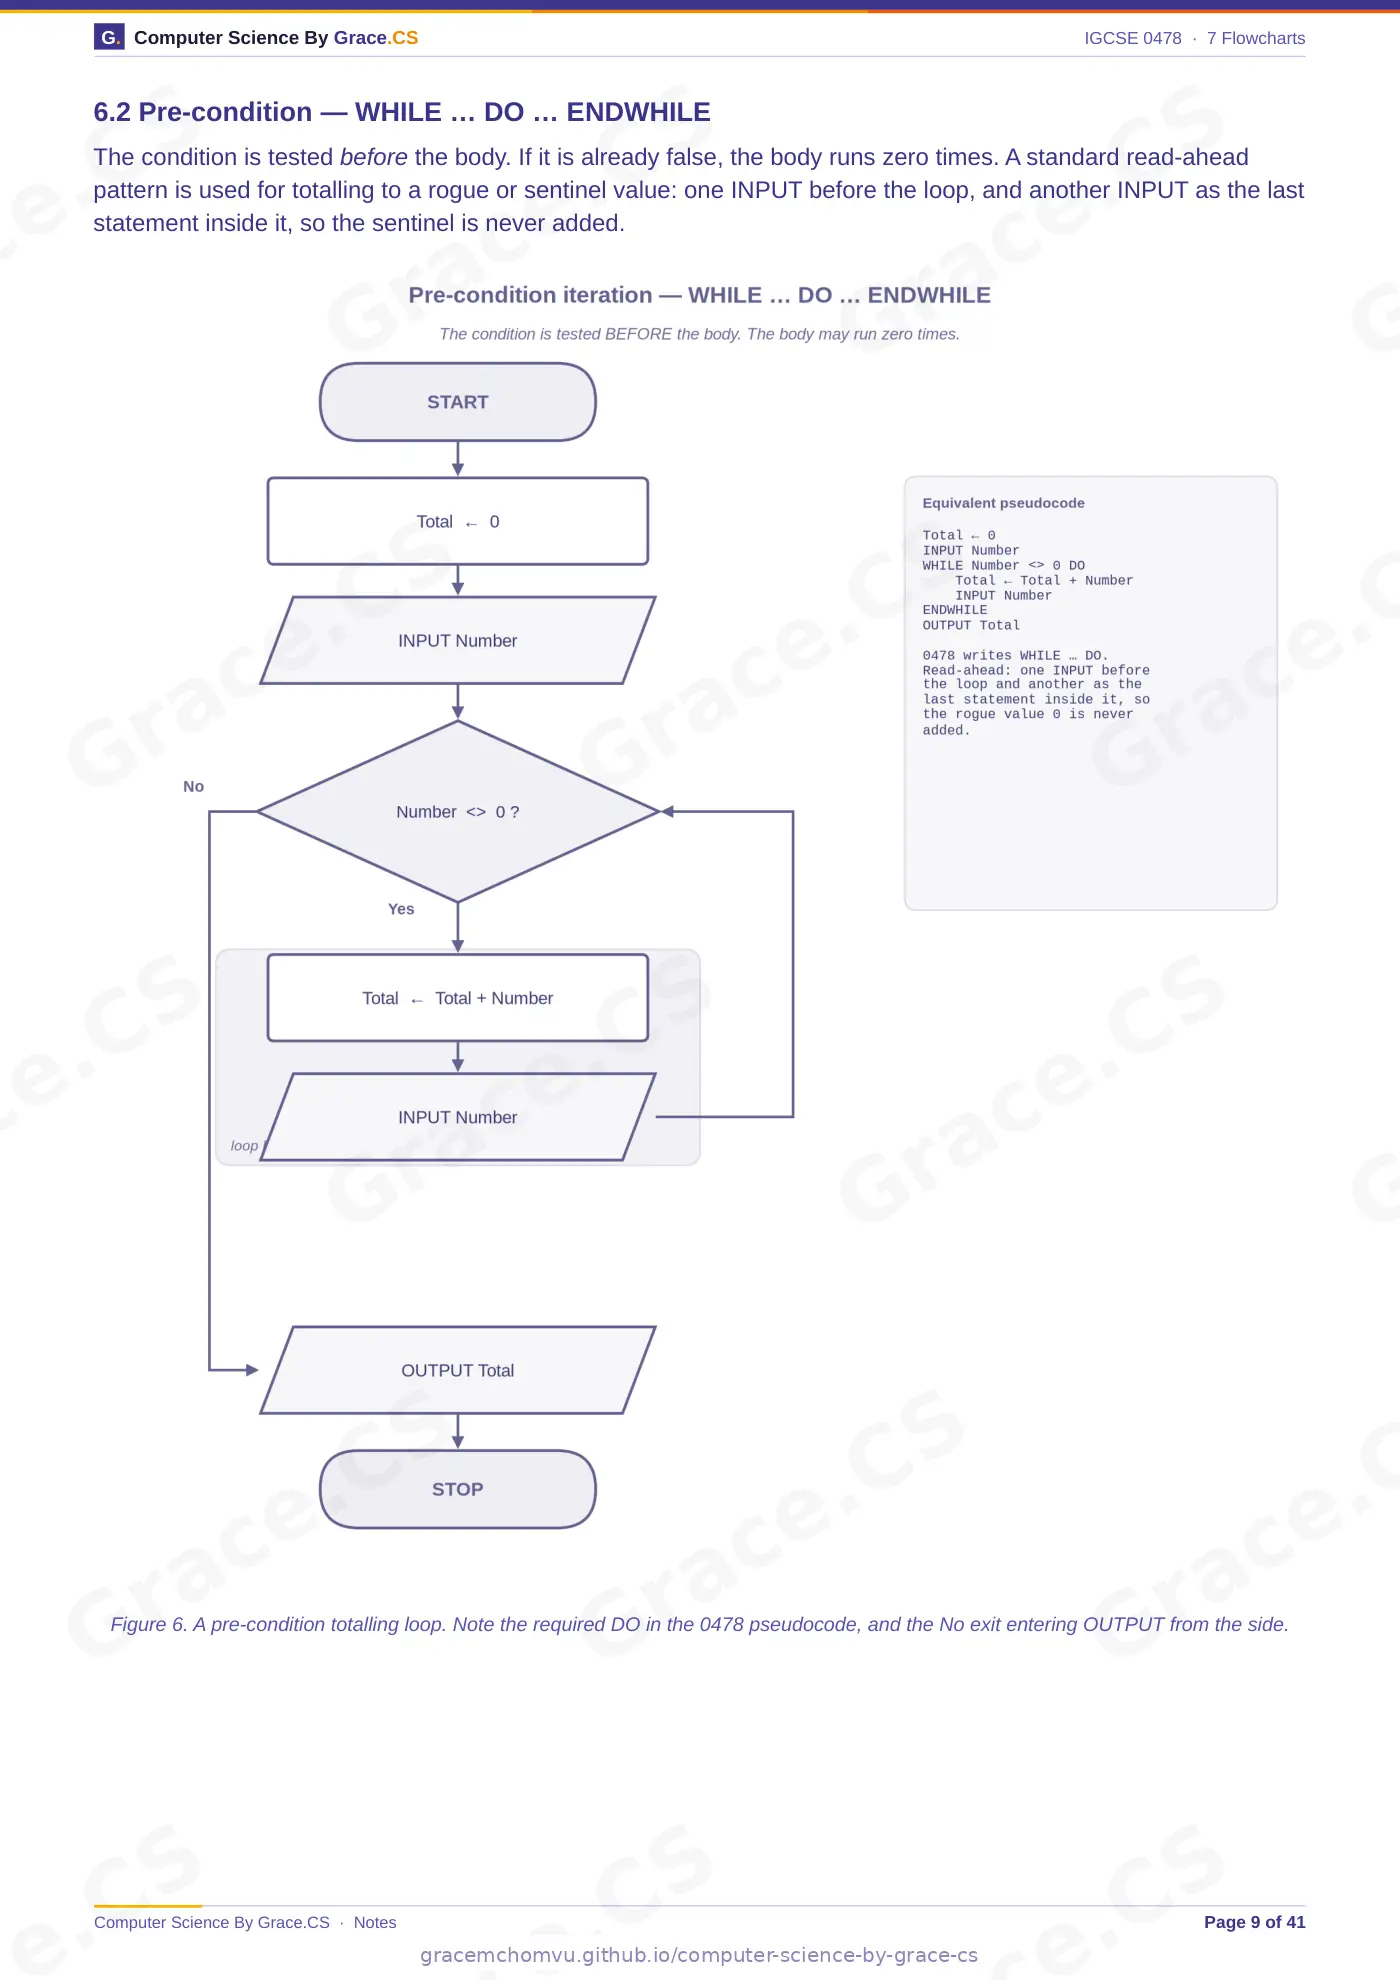 G. Computer Science By Grace.CS
IGCSE 0478 · 7 Flowcharts
6.2 Pre-condition — WHILE … DO … ENDWHILE
The condition is tested before the body. If it is already false, the body runs zero times. A standard read-ahead
pattern is used for totalling to a rogue or sentinel value: one INPUT before the loop, and another INPUT as the last
statement inside it, so the sentinel is never added.
Pre-condition iteration — WHILE … DO … ENDWHILE
The condition is tested BEFORE the body. The body may run zero times.
START
Total ← 0
INPUT Number
No
Number <> 0 ?
Yes
Total ← Total + Number
INPUT Number
loop
OUTPUT Total
STOP
Equivalent pseudocode
Total ← 0
INPUT Number
WHILE Number <> 0 DO
    Total ← Total + Number
    INPUT Number
ENDWHILE
OUTPUT Total
0478 writes WHILE … DO.
Read-ahead: one INPUT before
the loop and another as the
last statement inside it, so
the rogue value 0 is never
added.
Figure 6. A pre-condition totalling loop. Note the required DO in the 0478 pseudocode, and the No exit entering OUTPUT from the side.
Computer Science By Grace.CS · Notes
Page 9 of 41
gracemchomvu.github.io/computer-science-by-grace-cs
Grace.CS